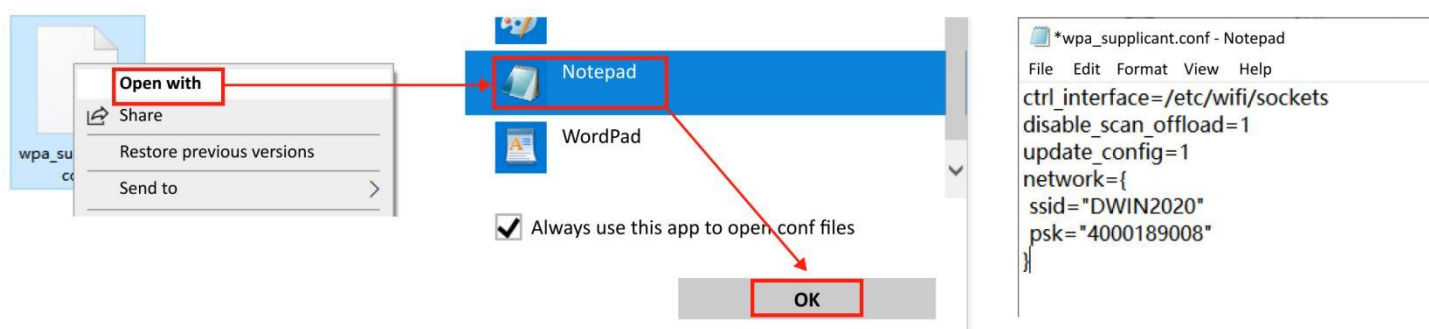 Open with
Share
Restore previous versions
Send to
wpa_su
Notepad
WordPad
Always use this app to open conf files
OK
*wpa_supplicant.conf - Notepad
File Edit Format View Help
ctrl_interface=/etc/wifi/sockets
disable_scan_offload=1
update_config=1
network={
ssid="DWIN2020"
psk="4000189008"
}